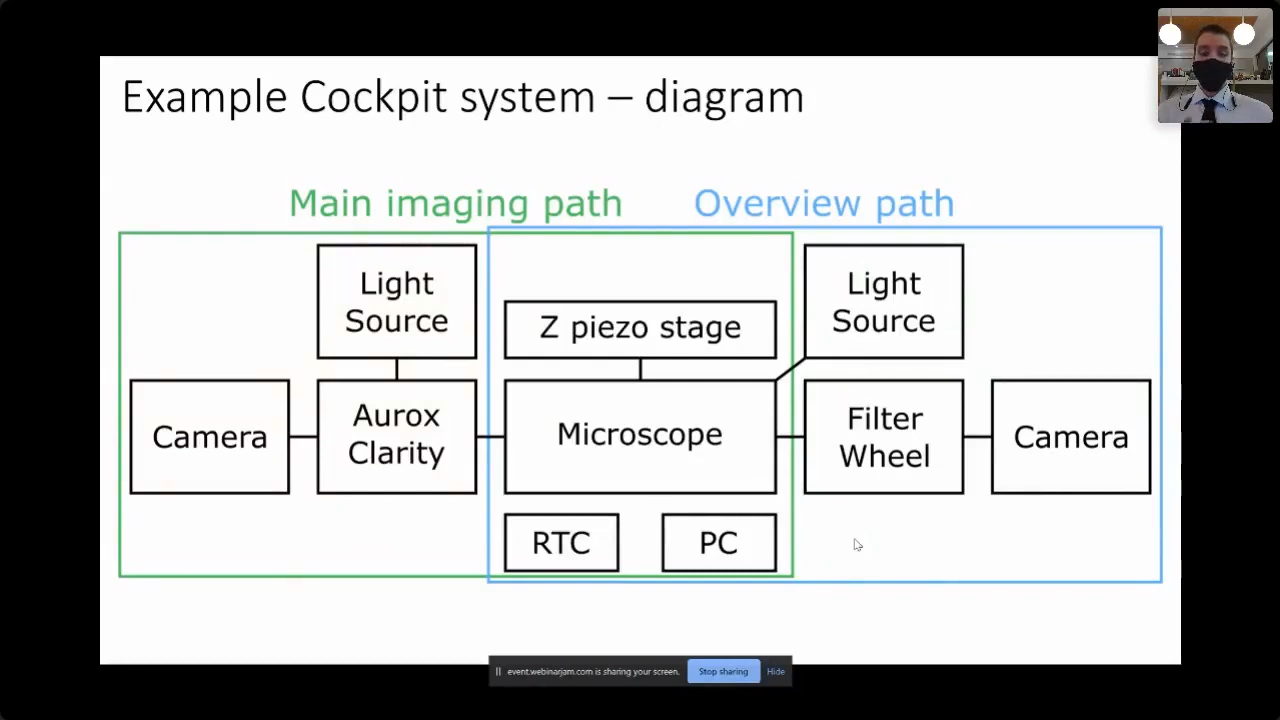 Example Cockpit system – diagram
Main imaging path
Overview path
Light
Source
Z piezo stage
Light
Source
Camera
Aurox
Clarity
Microscope
Filter
Wheel
Camera
RTC
PC
event.webinarjam.com is sharing your screen.
Stop sharing
Hide